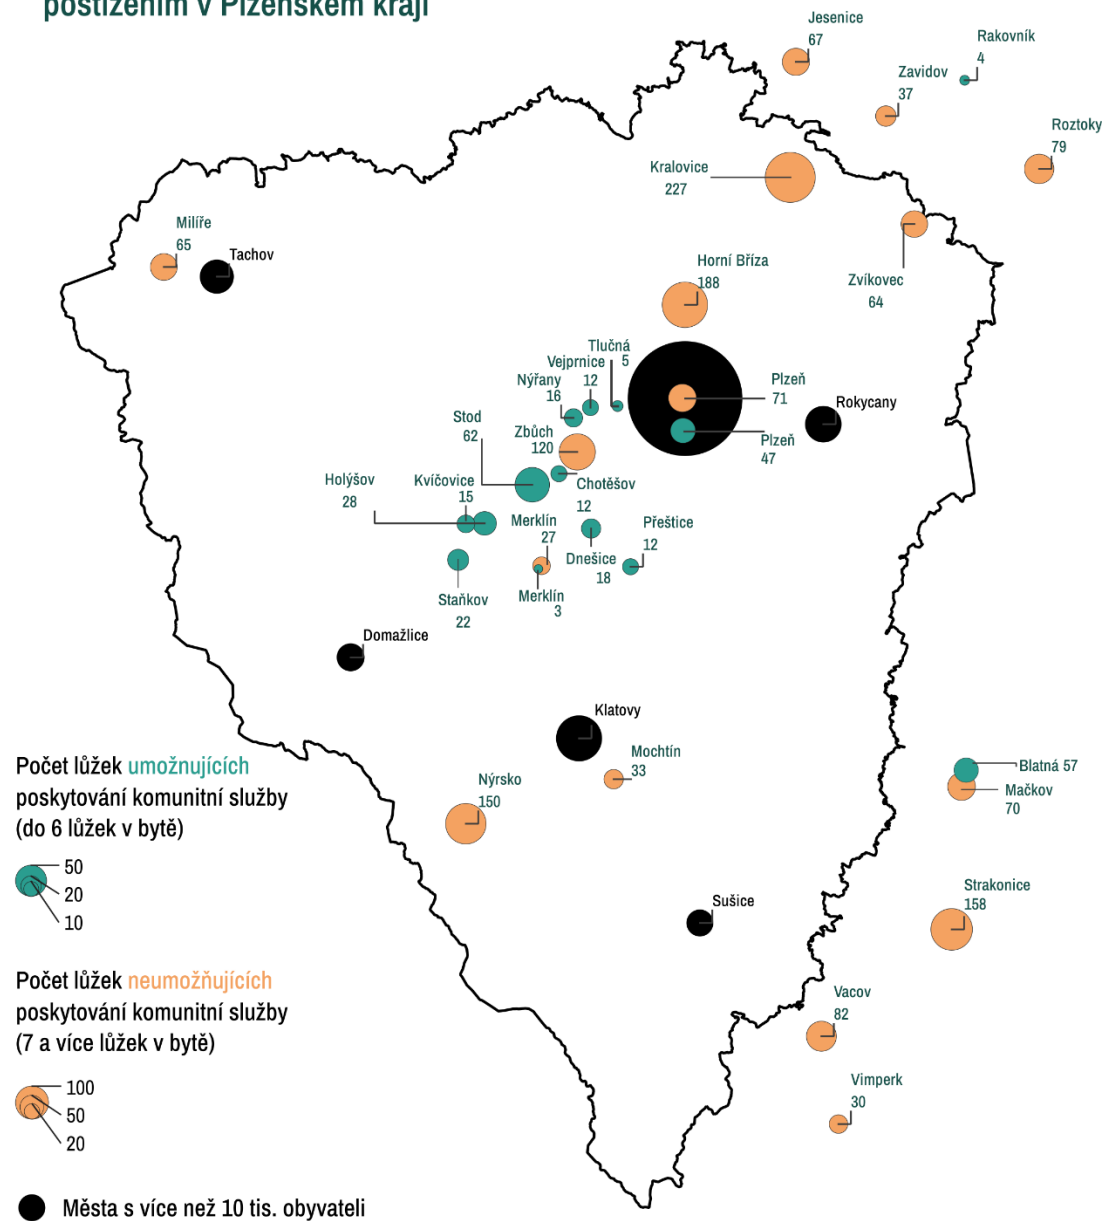 postižením v Plzeňském kraji
Jesenice
67
Rakovník
4
Zavidov
37
Roztoky
79
Kralovice
227
Milíře
65
Tachov
Horní Bříza
188
Zvíkovec
64
Tlučná
5
Vejprnice
12
Nýřany
16
Plzeň
71
Rokycany
Stod
62
Zbůch
120
Plzeň
47
Holýšov
28
Kvíčovice
15
Chotěšov
12
Merklín
27
Přeštice
12
Dnešice
18
Staňkov
22
Merklín
3
Domažlice
Klatovy
Mochtín
33
Nýrsko
150
Blatná 57
Mačkov
70
Počet lůžek umožnujících
poskytování komunitní služby
(do 6 lůžek v bytě)
50
20
10
Strakonice
158
Sušice
Počet lůžek neumožňujících
poskytování komunitní služby
(7 a více lůžek v bytě)
100
50
20
Vacov
82
Vimperk
30
Města s více než 10 tis. obyvateli